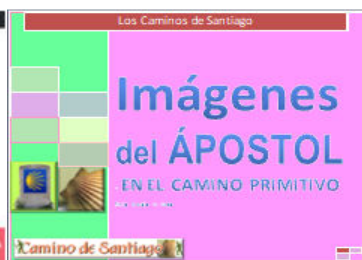 Los Caminos de Santiago
Imágenes
del ÁPOSTOL
EN EL CAMINO PRIMITIVO
Camino de Santiago